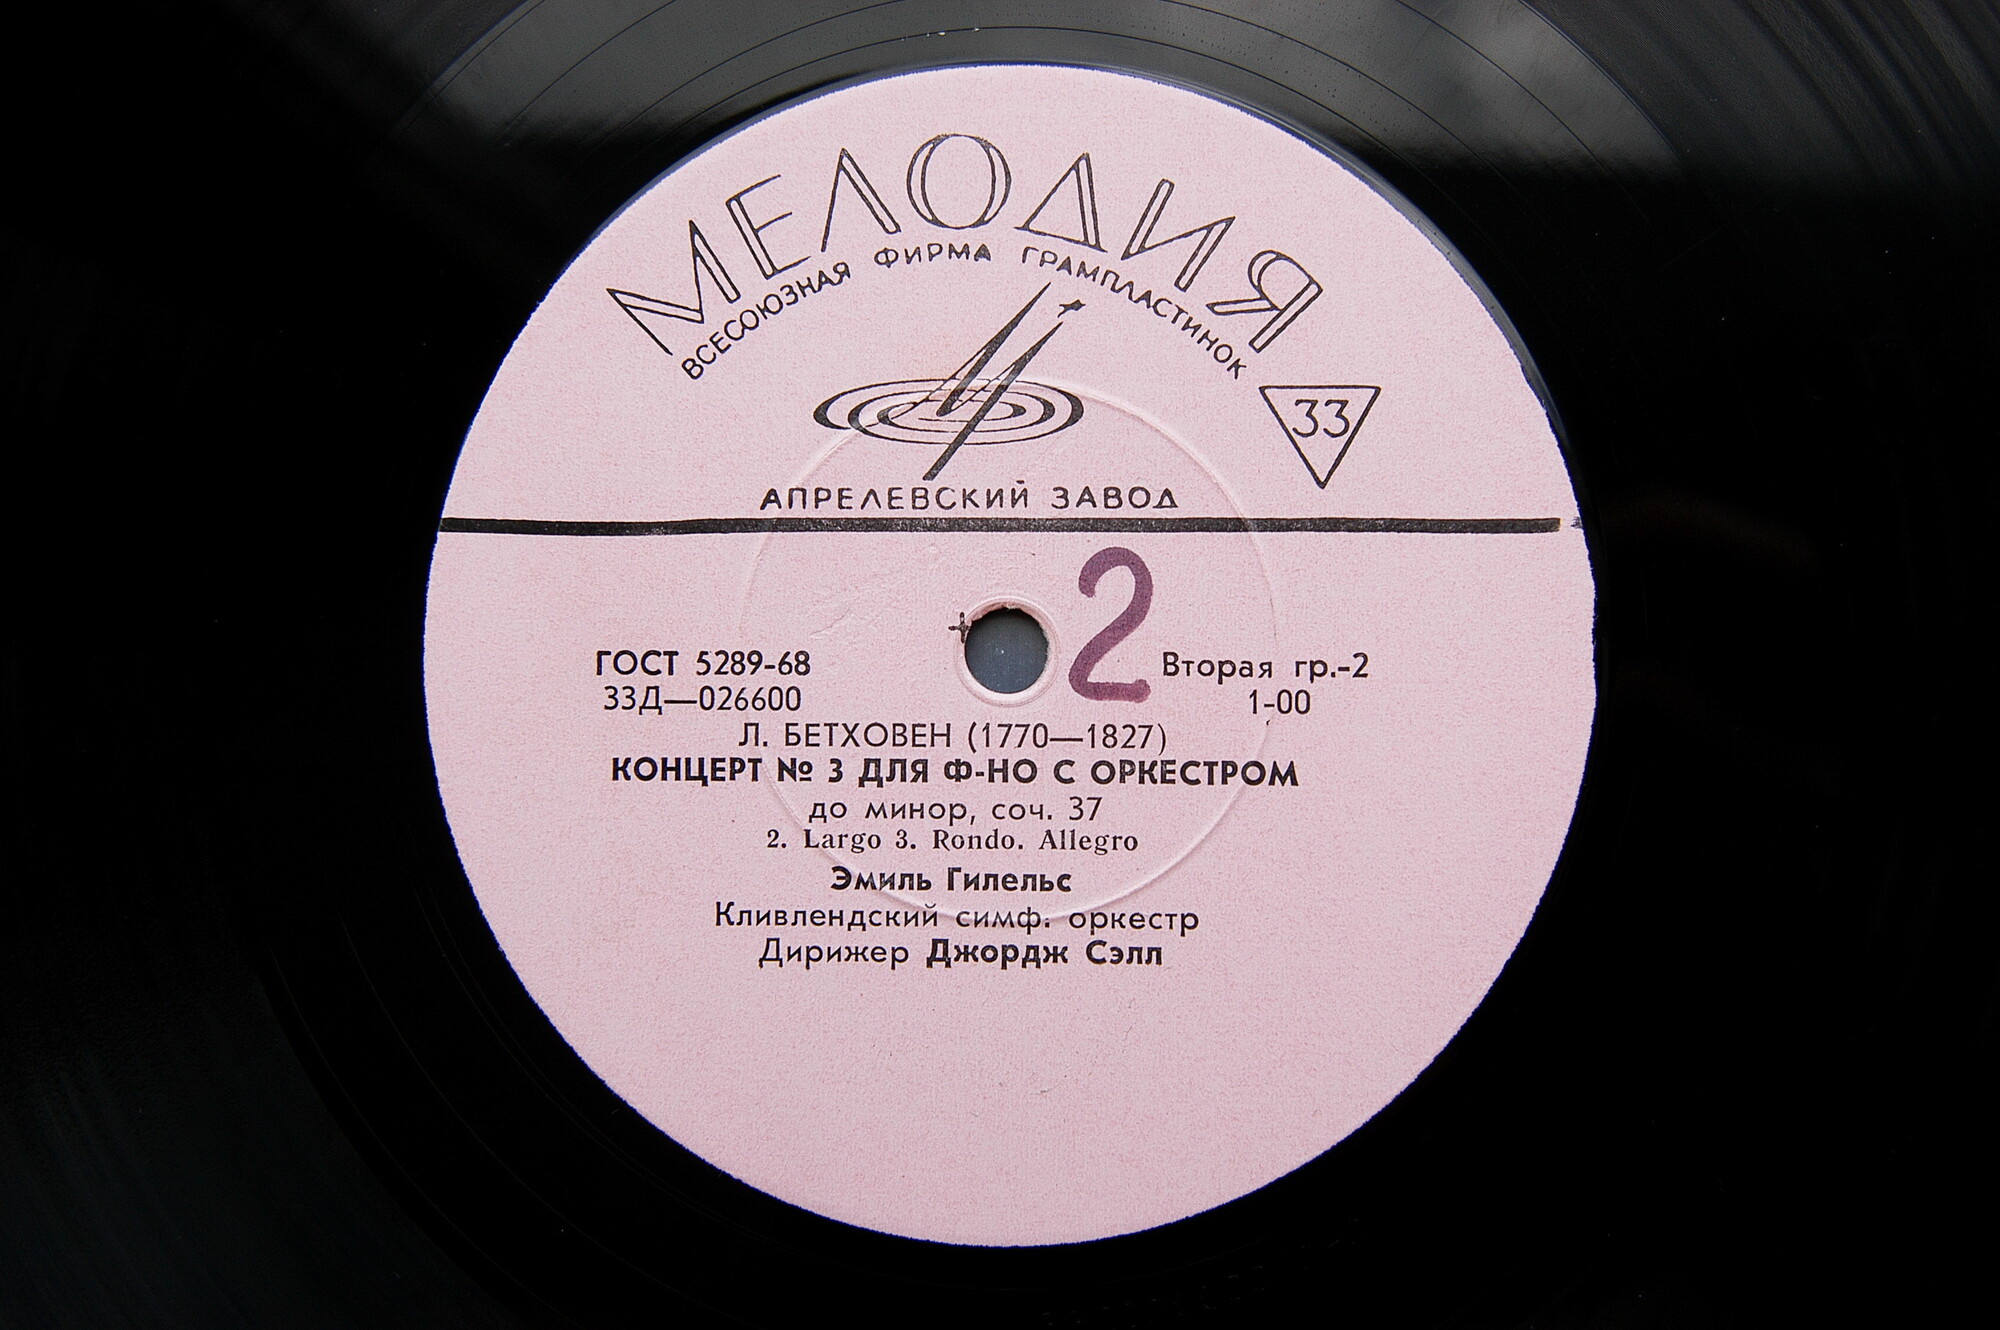 МЕЛОДИЯ
ВСЕСОЮЗНАЯ ФИРМА ГРАМПЛАСТИНОК
33
АПРЕЛЕВСКИЙ ЗАВОД
2
ГОСТ 5289-68
Вторая гр.-2
33Д—026600
1-00
Л. БЕТХОВЕН (1770—1827)
КОНЦЕРТ № 3 ДЛЯ Ф-НО С ОРКЕСТРОМ
до минор, соч. 37
2. Largo 3. Rondo. Allegro
Эмиль Гилельс
Кливлендский симф. оркестр
Дирижер Джордж Сэлл